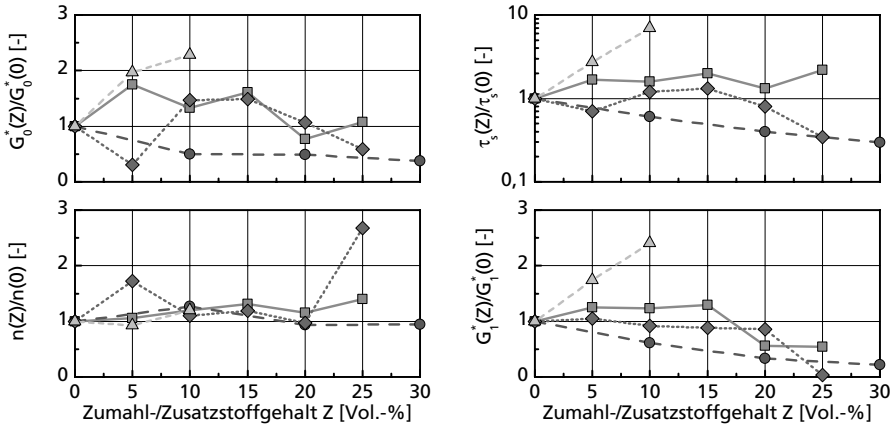 G*0(Z)/G*0(0) [-]
3
2
1
0
τs(Z)/τs(0) [-]
10
1
0,1
n(Z)/n(0) [-]
3
2
1
0
0 5 10 15 20 25 30
Zumahl-/Zusatzstoffgehalt Z [Vol.-%]
G*1(Z)/G*1(0) [-]
3
2
1
0
0 5 10 15 20 25 30
Zumahl-/Zusatzstoffgehalt Z [Vol.-%]